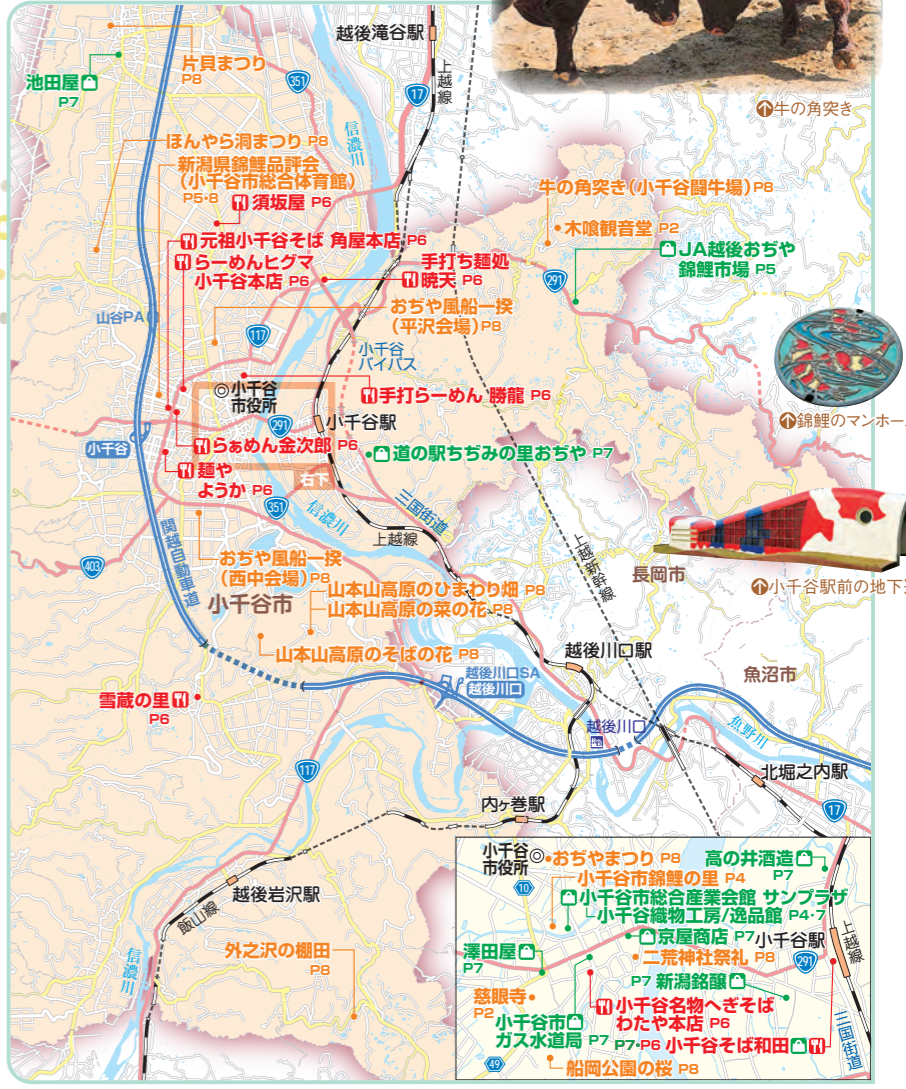 越後滝谷駅
上越線
17
351
信濃川
片貝まつり
P8
池田屋
P7
ほんやら洞まつり P8
新潟県錦鯉品評会
(小千谷市総合体育館)
P5・8
須坂屋 P6
元祖小千谷そば 角屋本店 P6
らーめんヒグマ
小千谷本店 P6
手打ち麺処
暁天 P6
おぢや風船一揆
(平沢会場)P8
山谷PA
117
小千谷
バイパス
牛の角突き
牛の角突き(小千谷闘牛場)P8
木喰観音堂 P2
JA越後おぢや
錦鯉市場 P5
291
錦鯉のマンホー
小千谷
市役所
291
手打らーめん 勝龍 P6
小千谷駅
らぁめん金次郎 P6
道の駅ちぢみの里おぢや P7
小千谷
麺や
ようか P6
右下
351
信濃川
三国街道
上越線
403
関越自動車道
おぢや風船一揆
(西中会場)P8
小千谷市
山本山高原のひまわり畑 P8
山本山高原の菜の花 P8
山本山高原のそばの花 P8
上越新幹線
長岡市
小千谷駅前の地下
越後川口駅
越後川口SA
越後川口
越後川口
魚沼市
魚野川
雪蔵の里
P6
117
北堀之内駅
17
内ヶ巻駅
越後岩沢駅
飯山線
信濃川
外之沢の棚田
P8
小千谷
市役所
おぢやまつり P8
高の井酒造
P7
10
小千谷市錦鯉の里 P4
小千谷市総合産業会館 サンプラザ
小千谷織物工房/逸品館 P4・7
京屋商店 P7
小千谷駅
上越線
291
澤田屋
P7
二荒神社祭礼 P8
P7 新潟銘醸
慈眼寺
P2
小千谷名物へぎそば
わたや本店 P6
小千谷市
ガス水道局 P7
P7・P6 小千谷そば和田
三国街道
49
船岡公園の桜 P8